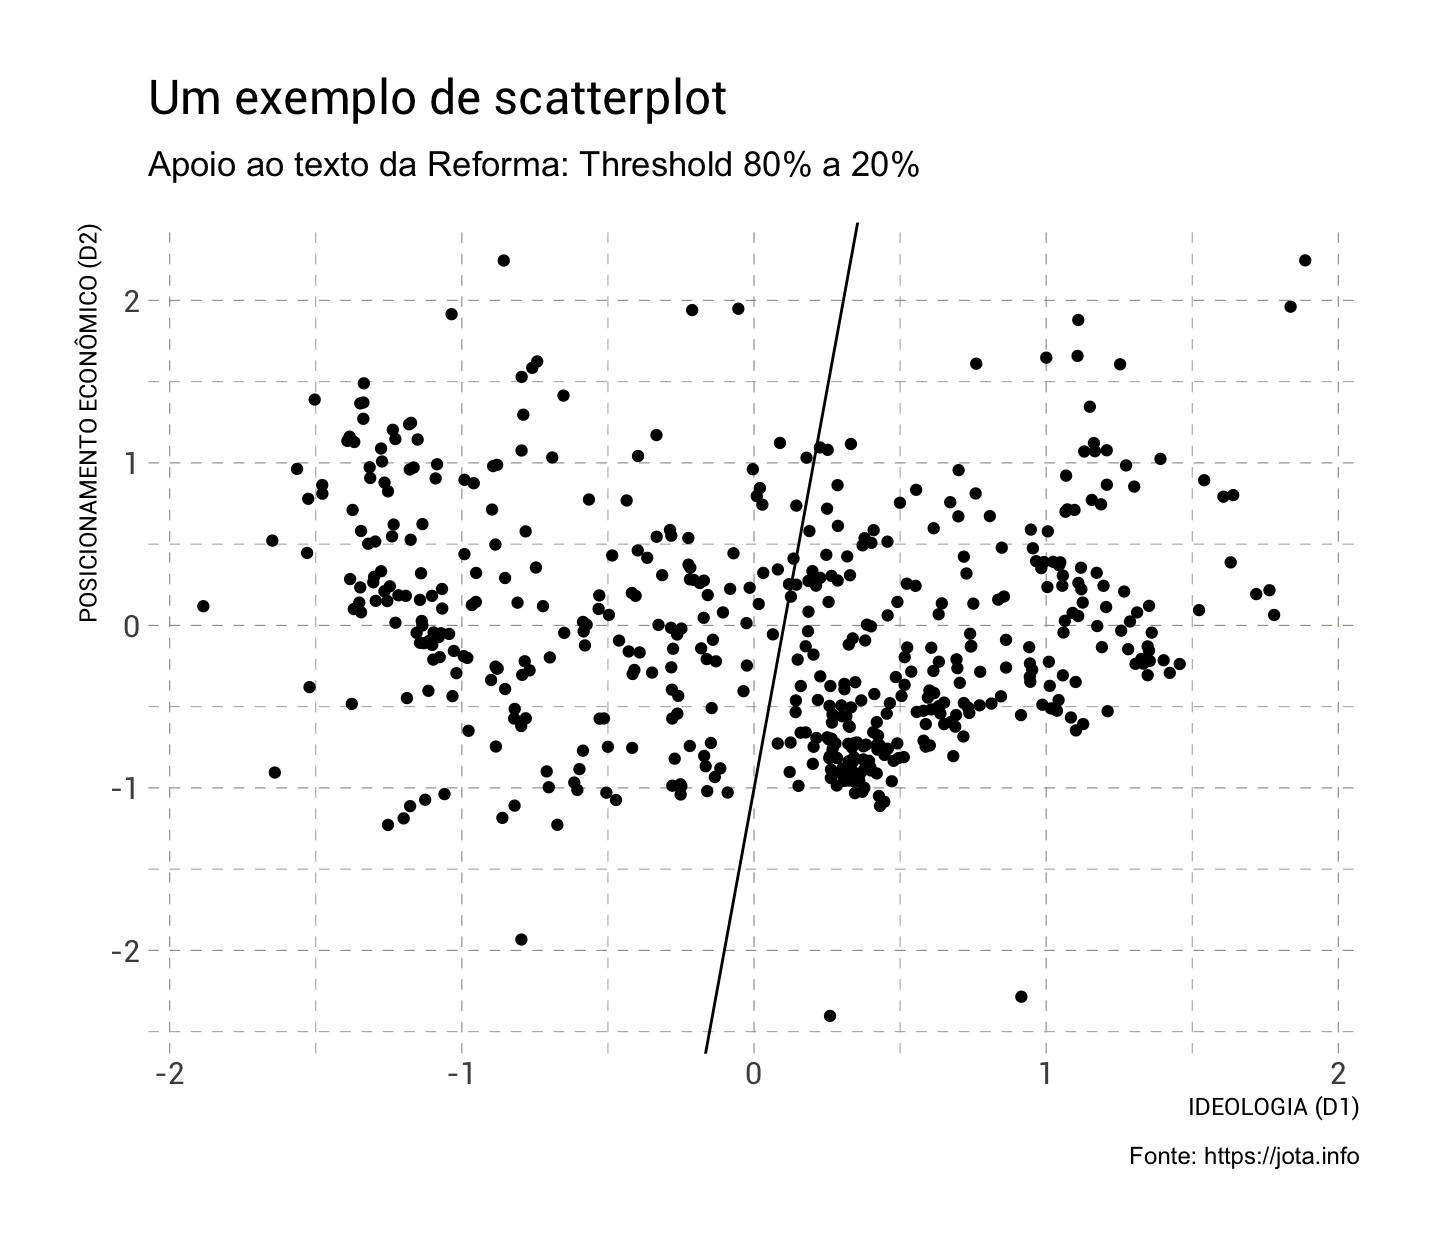 Um exemplo de scatterplot
Apoio ao texto da Reforma: Threshold 80% a 20%
POSICIONAMENTO ECONÔMICO (D2)
2
1
0
-1
-2
-2 -1 0 1 2
IDEOLOGIA (D1)
Fonte: https://jota.info